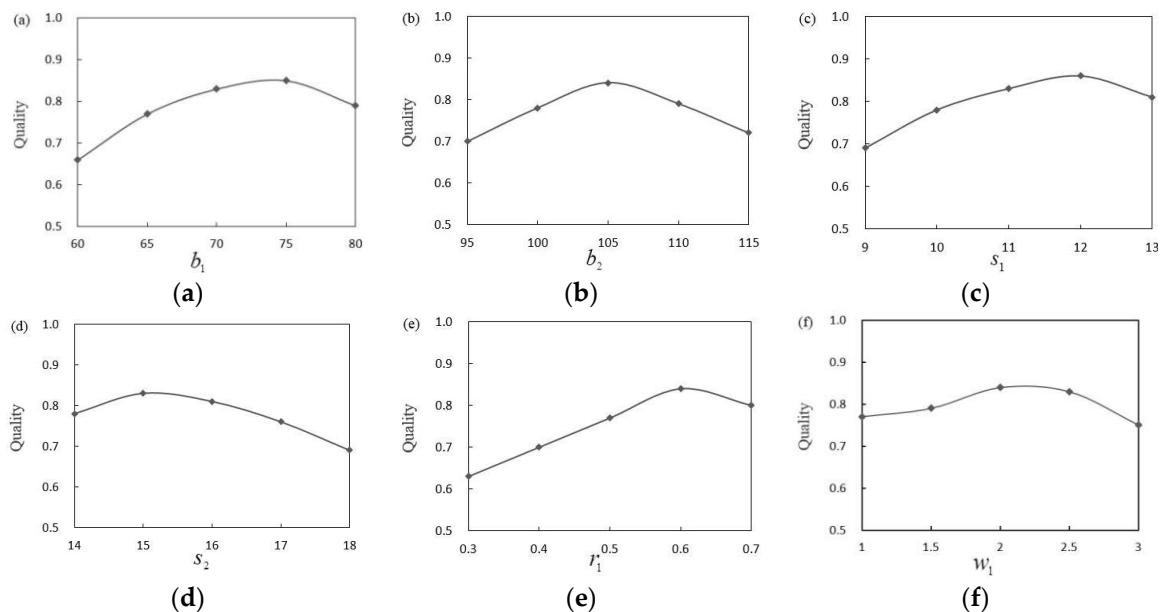 (a)
1.0
0.9
0.8
0.7
0.6
0.5
Quality
60 65 70 75 80
b₁
(a)
(b)
1.0
0.9
0.8
0.7
0.6
0.5
Quality
95 100 105 110 115
b₂
(b)
(c)
1.0
0.9
0.8
0.7
0.6
0.5
Quality
9 10 11 12 13
s₁
(c)
(d)
1.0
0.9
0.8
0.7
0.6
0.5
Quality
14 15 16 17 18
s₂
(d)
(e)
1.0
0.9
0.8
0.7
0.6
0.5
Quality
0.3 0.4 0.5 0.6 0.7
r₁
(e)
(f)
1.0
0.9
0.8
0.7
0.6
0.5
Quality
1 1.5 2 2.5 3
w₁
(f)